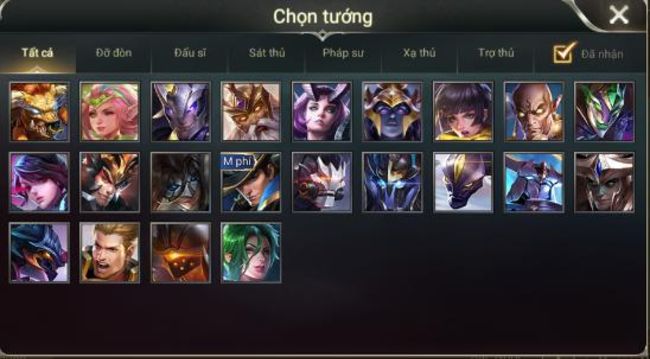 Chọn tướng
Tất cả Đỡ đòn Đấu sĩ Sát thủ Pháp sư Xạ thủ Trợ thủ Đã nhận
M phí